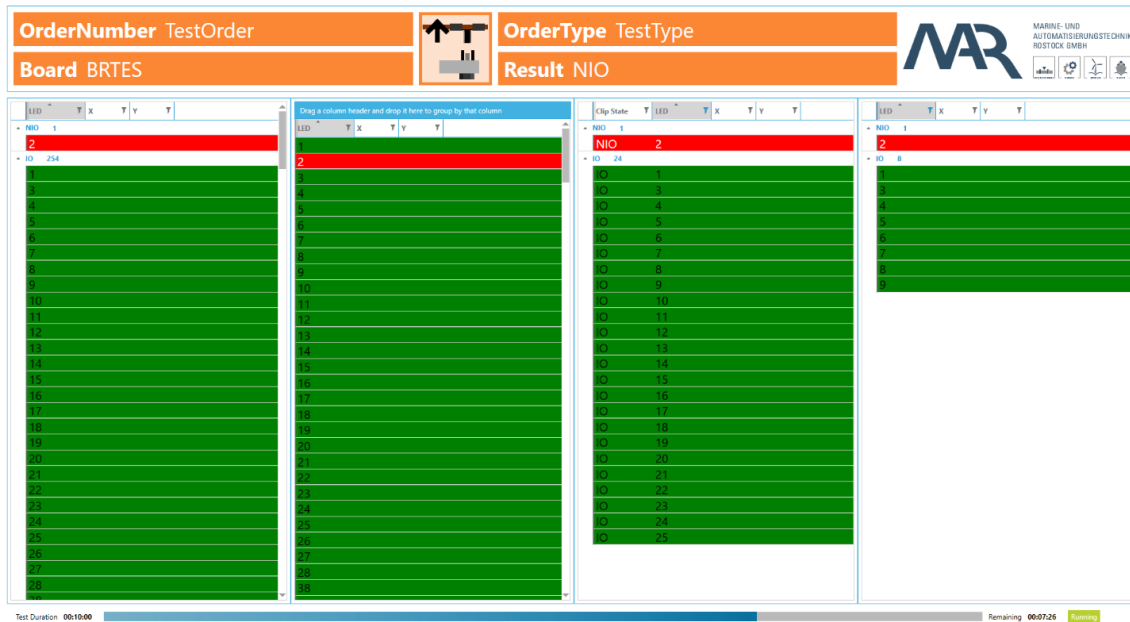 OrderNumber TestOrder
OrderType TestType
Board BRTES
Result NIO
MAR
MARINE- UND
AUTOMATISIERUNGSTECHNIK
ROSTOCK GMBH
LED X Y
NIO 1
2
IO 254
1
3
4
5
6
7
8
9
10
11
12
13
14
15
16
17
18
19
20
21
22
23
24
25
26
27
28
29
Drag a column header and drop it here to group by that column
LED X Y
1
2
3
4
5
6
7
8
9
10
11
12
13
14
15
16
17
18
19
20
21
22
23
24
25
26
27
28
38
Clip State LED X Y
NIO 1
NIO 2
IO 24
IO 1
IO 3
IO 4
IO 5
IO 6
IO 7
IO 8
IO 9
IO 10
IO 11
IO 12
IO 13
IO 14
IO 15
IO 16
IO 17
IO 18
IO 19
IO 20
IO 21
IO 22
IO 23
IO 24
IO 25
LED X Y
NIO 1
2
IO 8
1
3
4
5
6
7
8
9
Test Duration 00:10:00
Remaining 00:07:26 Running